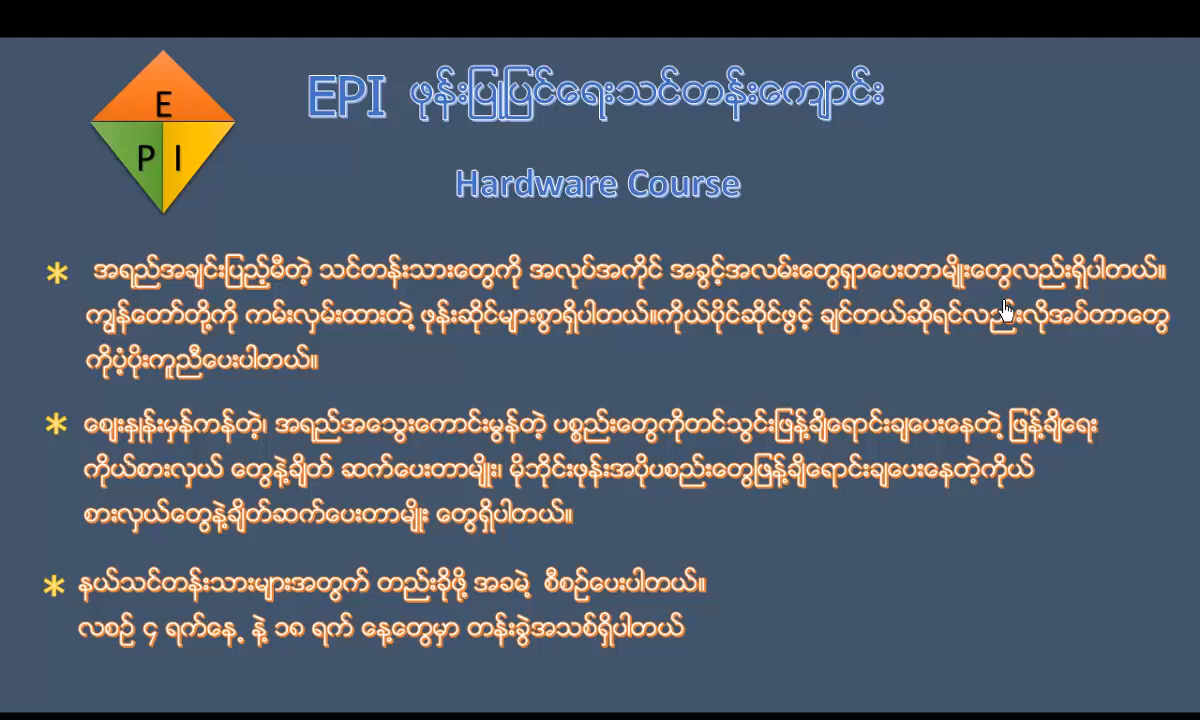 E
P I
EPI ဖုန်းပြုပြင်ရေးသင်တန်းကျောင်း
Hardware Course
* အရည်အချင်းပြည့်မီတဲ့ သင်တန်းသားတွေကို အလုပ်အကိုင် အခွင့်အလမ်းတွေရှာပေးတာမျိုးတွေလည်းရှိပါတယ်။
ကျွန်တော်တို့ကို ကမ်းလှမ်းထားတဲ့ ဖုန်းဆိုင်များစွာရှိပါတယ်။ကိုယ်ပိုင်ဆိုင်ဖွင့် ချင်တယ်ဆိုရင်လည်းလိုအပ်တာတွေ
ကိုပံ့ပိုးကူညီပေးပါတယ်။
* ဈေးနှုန်းမှန်ကန်တဲ့၊ အရည်အသွေးကောင်းမွန်တဲ့ ပစ္စည်းတွေကိုတင်သွင်းဖြန့်ချီရောင်းချပေးနေတဲ့ ဖြန့်ချီရေး
ကိုယ်စားလှယ် တွေနဲ့ချိတ် ဆက်ပေးတာမျိုး၊ မိုဘိုင်းဖုန်းအပိုပစည်းတွေဖြန့်ချီရောင်းချပေးနေတဲ့ကိုယ်
စားလှယ်တွေနဲ့ချိတ်ဆက်ပေးတာမျိုး တွေရှိပါတယ်။
* နယ်သင်တန်းသားများအတွက် တည်းခိုဖို့ အခမဲ့ စီစဉ်ပေးပါတယ်။
လစဉ် ၄ ရက်နေ့ နဲ့ ၁၈ ရက် နေ့တွေမှာ တန်းခွဲအသစ်ရှိပါတယ်